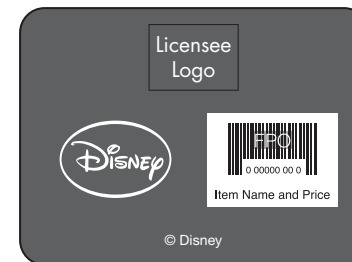 Licensee
Logo
Disney
FPO
0 00000 00 0
Item Name and Price
© Disney